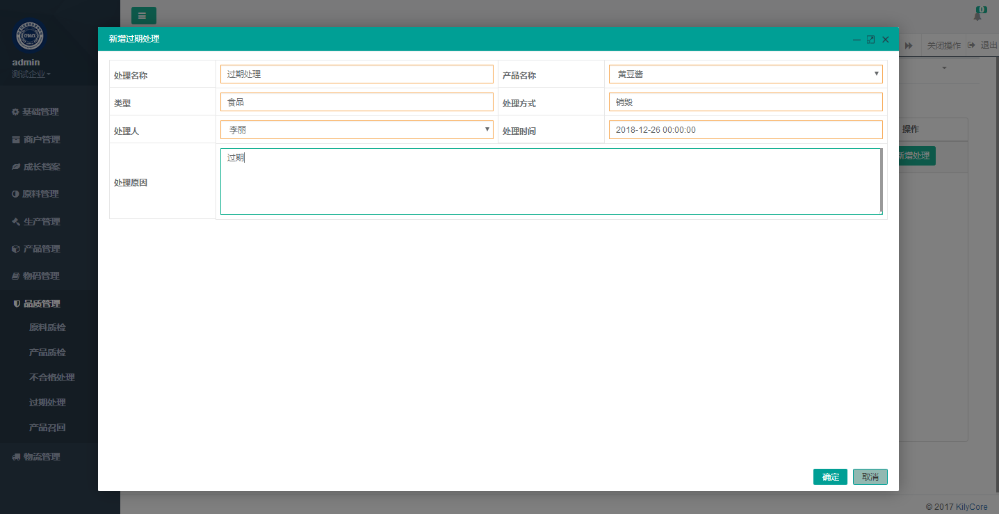 0
新增过期处理
关闭操作
退出
admin
测试企业
处理名称
过期处理
产品名称
黄豆酱
类型
食品
处理方式
销毁
处理人
李丽
处理时间
2018-12-26 00:00:00
处理原因
过期
操作
新增处理
基础管理
商户管理
成长档案
原料管理
生产管理
产品管理
物码管理
品质管理
原料质检
产品质检
不合格处理
过期处理
产品召回
物流管理
确定
取消
© 2017 KilyCore